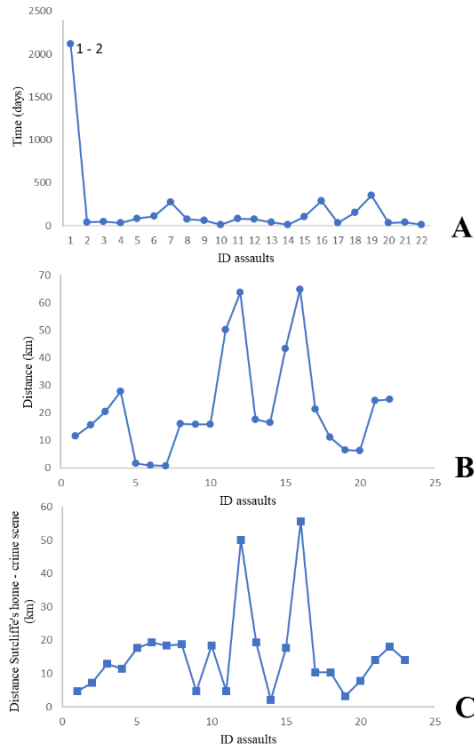 2500
2000
1500
1000
500
0
Time (days)
1 - 2
1 2 3 4 5 6 7 8 9 10 11 12 13 14 15 16 17 18 19 20 21 22
ID assaults
A
70
60
50
40
30
20
10
0
Distance (km)
0 5 10 15 20 25
ID assaults
B
60
50
40
30
20
10
0
Distance Sutcliffe's home - crime scene
(km)
0 5 10 15 20 25
ID assaults
C